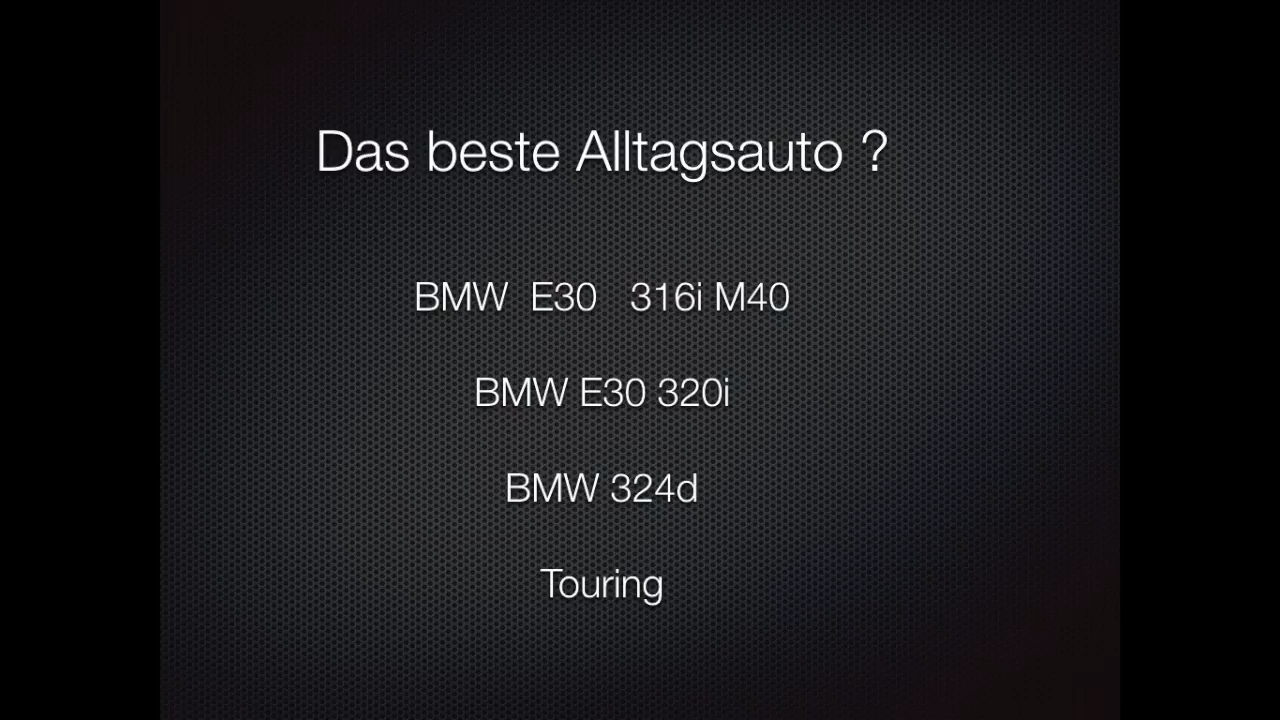 Das beste Alltagsauto ?
BMW E30 316i M40
BMW E30 320i
BMW 324d
Touring